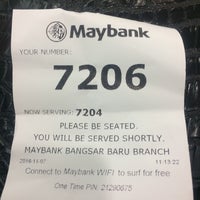 Maybank
YOUR NUMBER:
7206
NOW SERVING: 7204
PLEASE BE SEATED.
YOU WILL BE SERVED SHORTLY.
MAYBANK BANGSAR BARU BRANCH
2016-11-07 11:13:22
Connect to Maybank WIFI to surf for free
One Time PIN: 21290675